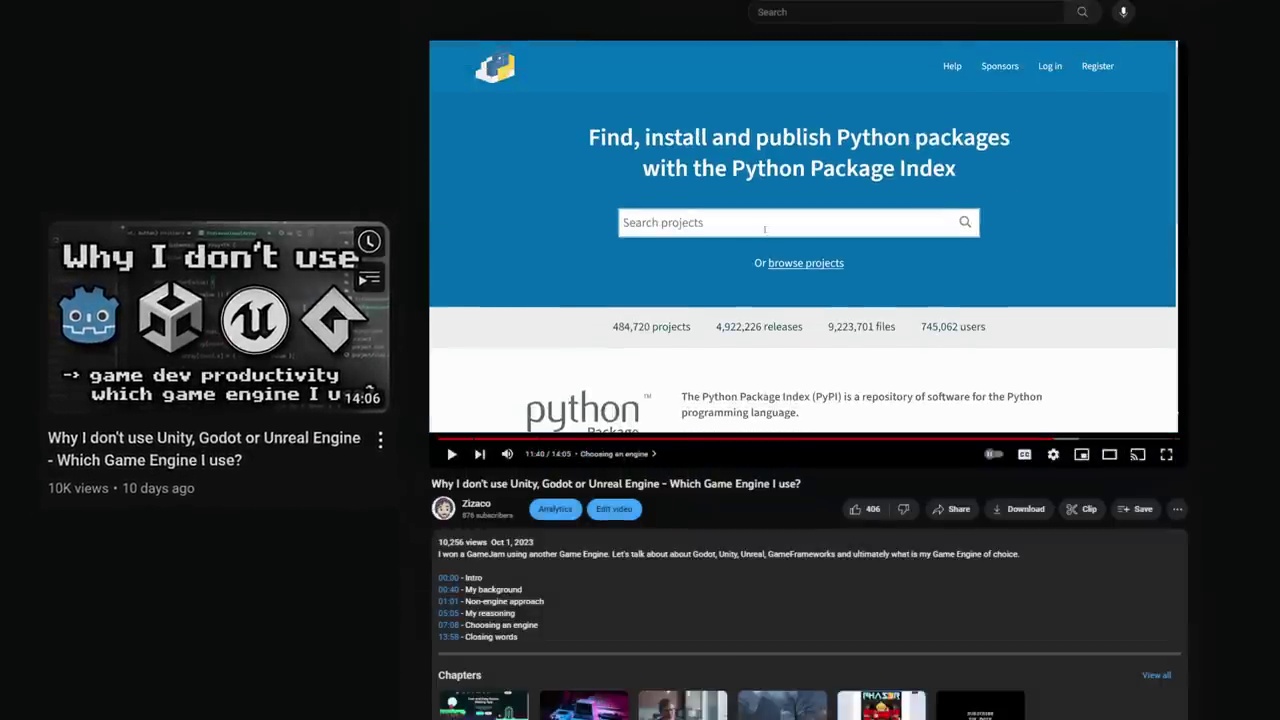 Search
Help
Sponsors
Log in
Register
Find, install and publish Python packages
with the Python Package Index
Search projects
Or browse projects
484,720 projects
4,922,226 releases
9,223,701 files
745,062 users
python™
Package
The Python Package Index (PyPI) is a repository of software for the Python
programming language.
Why I don't use
-> game dev productivity
which game engine I u
14:06
Why I don't use Unity, Godot or Unreal Engine
- Which Game Engine I use?
10K views • 10 days ago
11:40 / 14:05 • Choosing an engine
Why I don't use Unity, Godot or Unreal Engine - Which Game Engine I use?
Zizaco
876 subscribers
Analytics
Edit video
406
Share
Download
Clip
Save
10,256 views Oct 1, 2023
I won a GameJam using another Game Engine. Let's talk about about Godot, Unity, Unreal, GameFrameworks and ultimately what is my Game Engine of choice.
00:00 - Intro
00:40 - My background
01:01 - Non-engine approach
05:05 - My reasoning
07:08 - Choosing an engine
13:58 - Closing words
Chapters
View all
PHASER